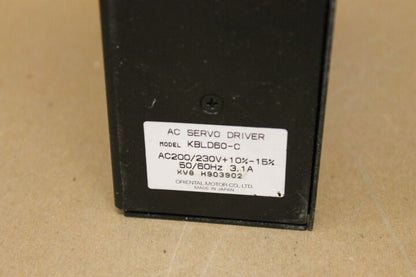 AC SERVO DRIVER
MODEL KBLD60-C
AC200/230V+10%-15%
50/60Hz 3.1A
XV8 H903902
ORIENTAL MOTOR CO., LTD.
MADE IN JAPAN